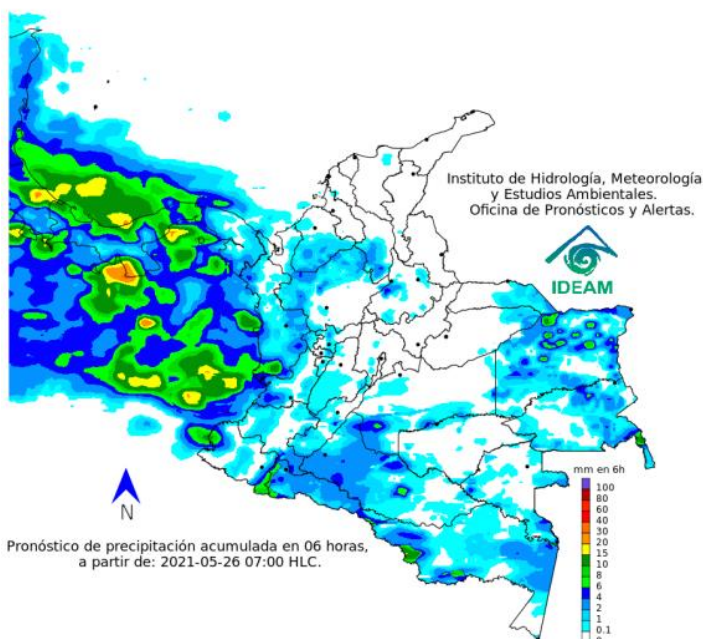 Instituto de Hidrología, Meteorología
y Estudios Ambientales.
Oficina de Pronósticos y Alertas.
IDEAM
mm en 6h
100
80
60
40
30
20
15
10
8
6
4
2
1
0.1
N
Pronóstico de precipitación acumulada en 06 horas,
a partir de: 2021-05-26 07:00 HLC.